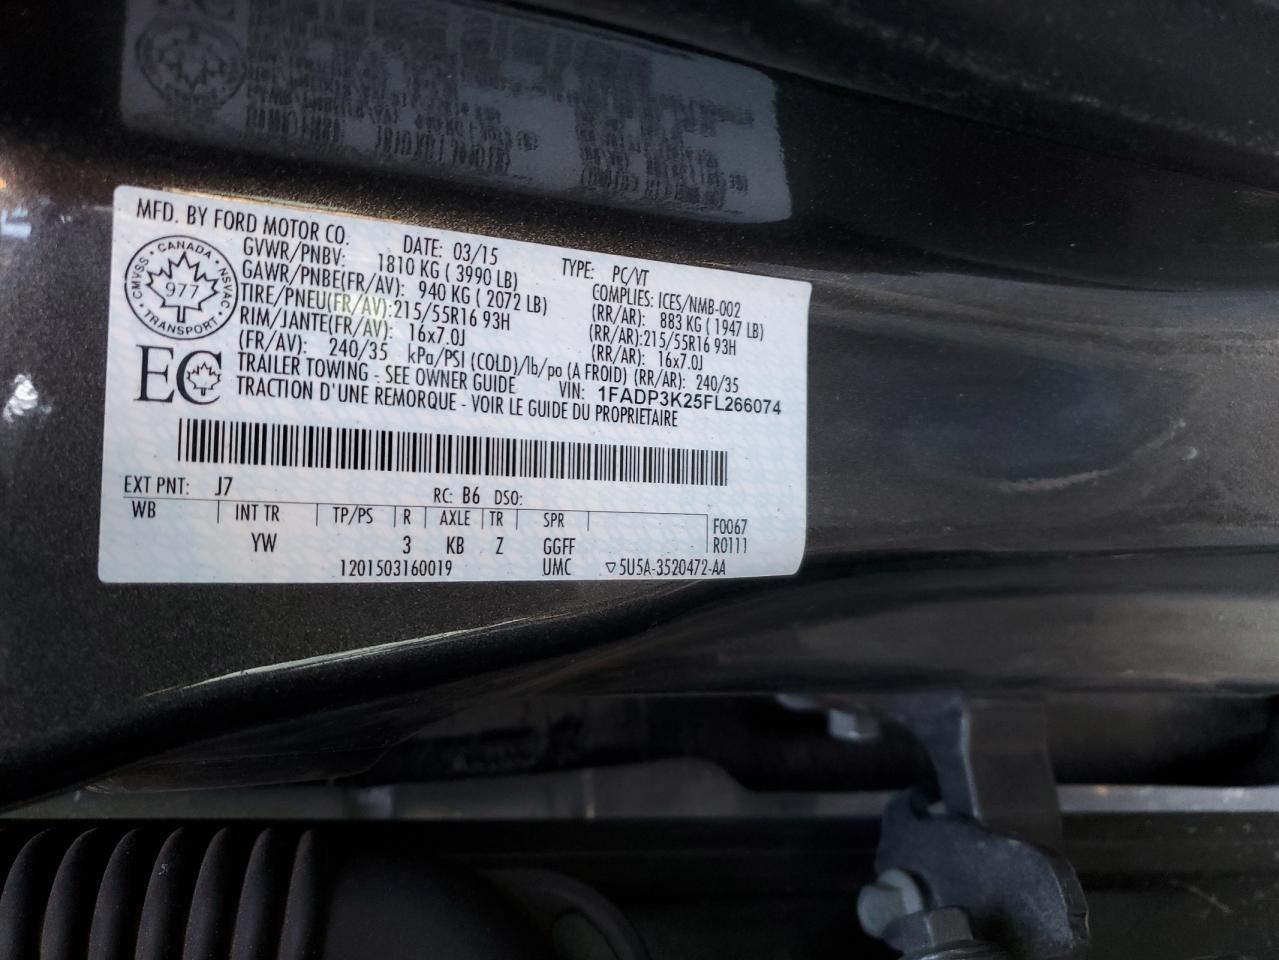 MFD. BY FORD MOTOR CO.
DATE: 03/15 TYPE: PC/VT
GVWR/PNBV: 1810 KG ( 3990 LB) COMPLIES: ICES/NMB-002
GAWR/PNBE(FR/AV): 940 KG ( 2072 LB) (RR/AR): 883 KG ( 1947 LB)
TIRE/PNEU(FR/AV): 215/55R16 93H (RR/AR): 215/55R16 93H
RIM/JANTE(FR/AV): 16x7.0J (RR/AR): 16x7.0J
(FR/AV): 240/35 kPa/PSI (COLD)/lb/po (A FROID) (RR/AR): 240/35
TRAILER TOWING - SEE OWNER GUIDE VIN: 1FADP3K25FL266074
TRACTION D'UNE REMORQUE - VOIR LE GUIDE DU PROPRIETAIRE
CMVSS • CANADA • NSVAC • TRANSPORT •
977
EC
EXT PNT: J7 RC: B6 DSO:
WB INT TR TP/PS R AXLE TR SPR F0067
YW 3 KB Z GGFF R0111
1201503160019 UMC ▽5U5A-3520472-AA